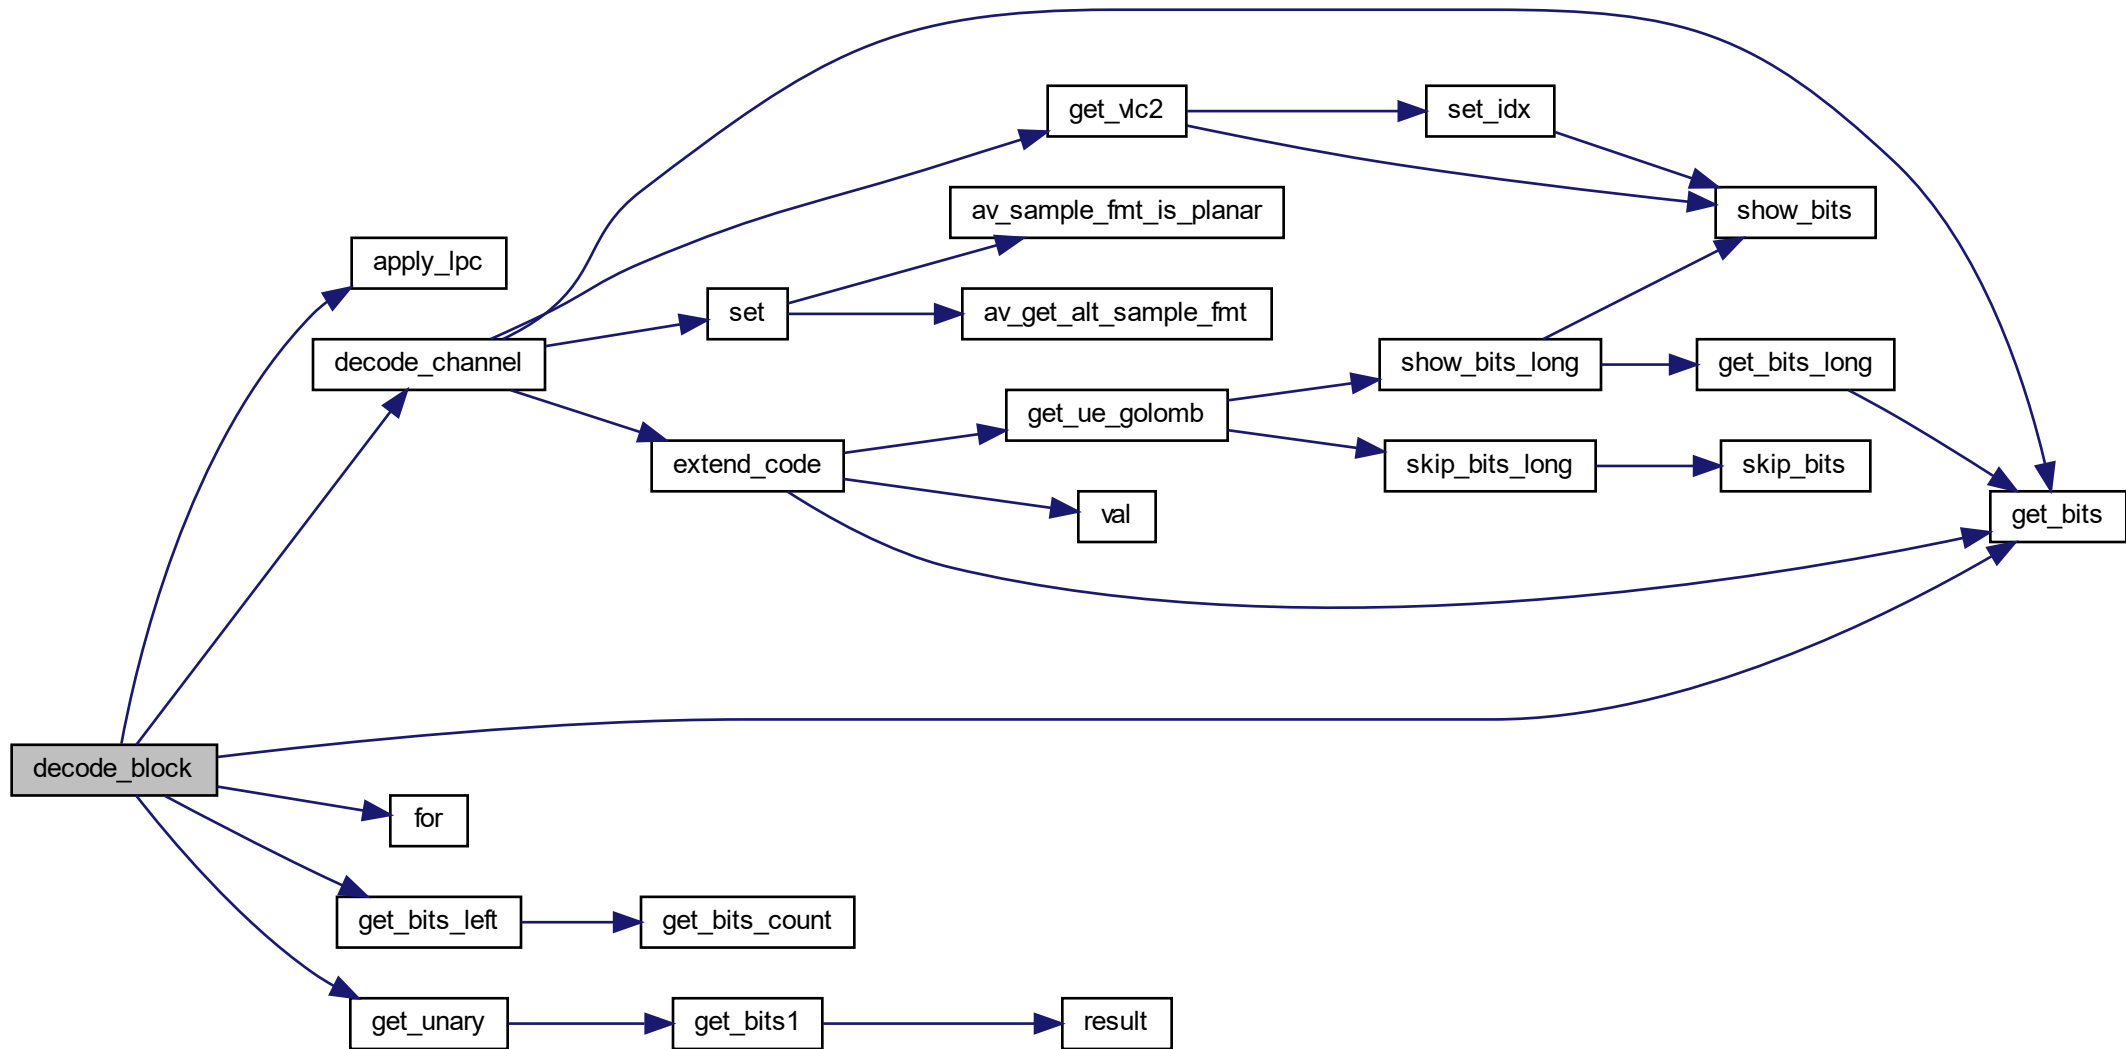 get_vlc2
set_idx
av_sample_fmt_is_planar
show_bits
apply_lpc
set
av_get_alt_sample_fmt
decode_channel
show_bits_long
get_bits_long
get_ue_golomb
extend_code
skip_bits_long
skip_bits
val
get_bits
decode_block
for
get_bits_left
get_bits_count
get_unary
get_bits1
result